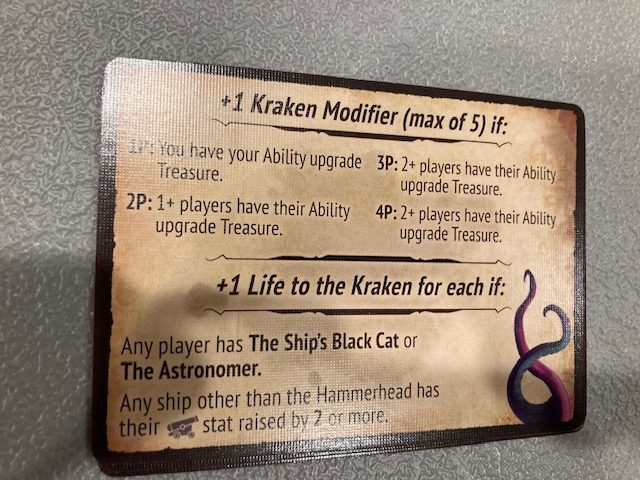 +1 Kraken Modifier (max of 5) if:
1P: You have your Ability upgrade
Treasure.
2P: 1+ players have their Ability
upgrade Treasure.
3P: 2+ players have their Ability
upgrade Treasure.
4P: 2+ players have their Ability
upgrade Treasure.
+1 Life to the Kraken for each if:
Any player has The Ship's Black Cat or
The Astronomer.
Any ship other than the Hammerhead has
their stat raised by 2 or more.